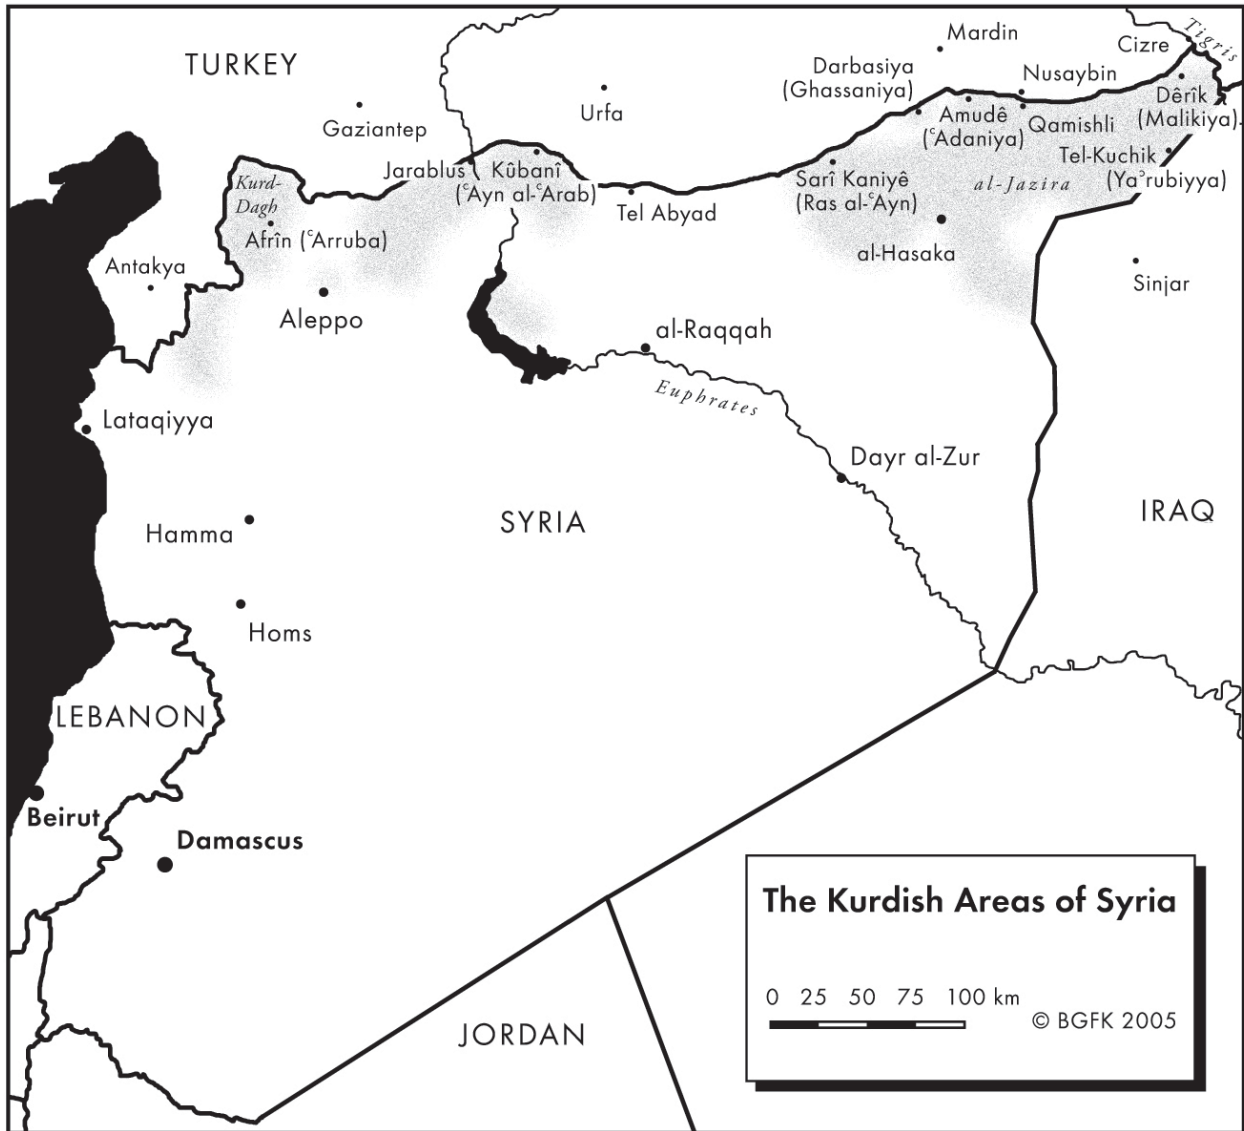 Mardin
Cizre
Tigris
TURKEY
Darbasiya
(Ghassaniya)
Nusaybin
Urfa
Gaziantep
Amudê
(ʿAdaniya)
Qamishli
Dêrîk
(Malikiya)
Jarablus
Kûbanî
(ʿAyn al-ʿArab)
Tel-Kuchik
(Yaʾrubiyya)
Kurd-
Dagh
Sarî Kaniyê
(Ras al-ʿAyn)
al-Jazira
Tel Abyad
Afrîn (ʿArruba)
al-Hasaka
Antakya
Sinjar
Aleppo
al-Raqqah
Euphrates
Lataqiyya
Dayr al-Zur
Hamma
SYRIA
IRAQ
Homs
LEBANON
Beirut
Damascus
The Kurdish Areas of Syria
0 25 50 75 100 km
© BGFK 2005
JORDAN